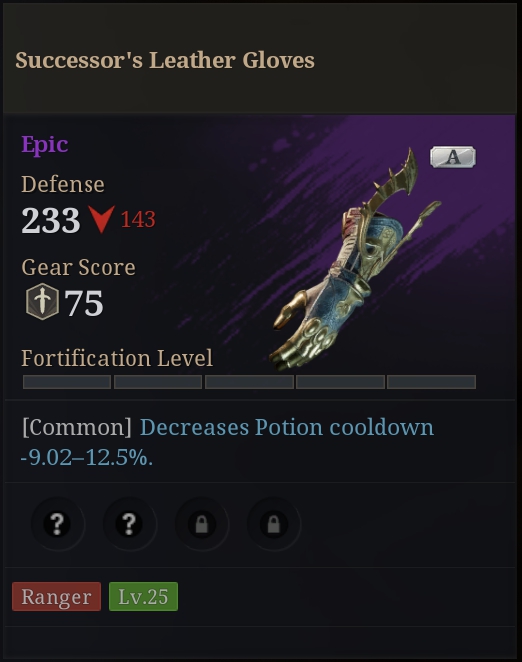 Successor's Leather Gloves
Epic
A
Defense
233 143
Gear Score
75
Fortification Level
[Common] Decreases Potion cooldown
-9.02–12.5%.
? ?
Ranger Lv.25